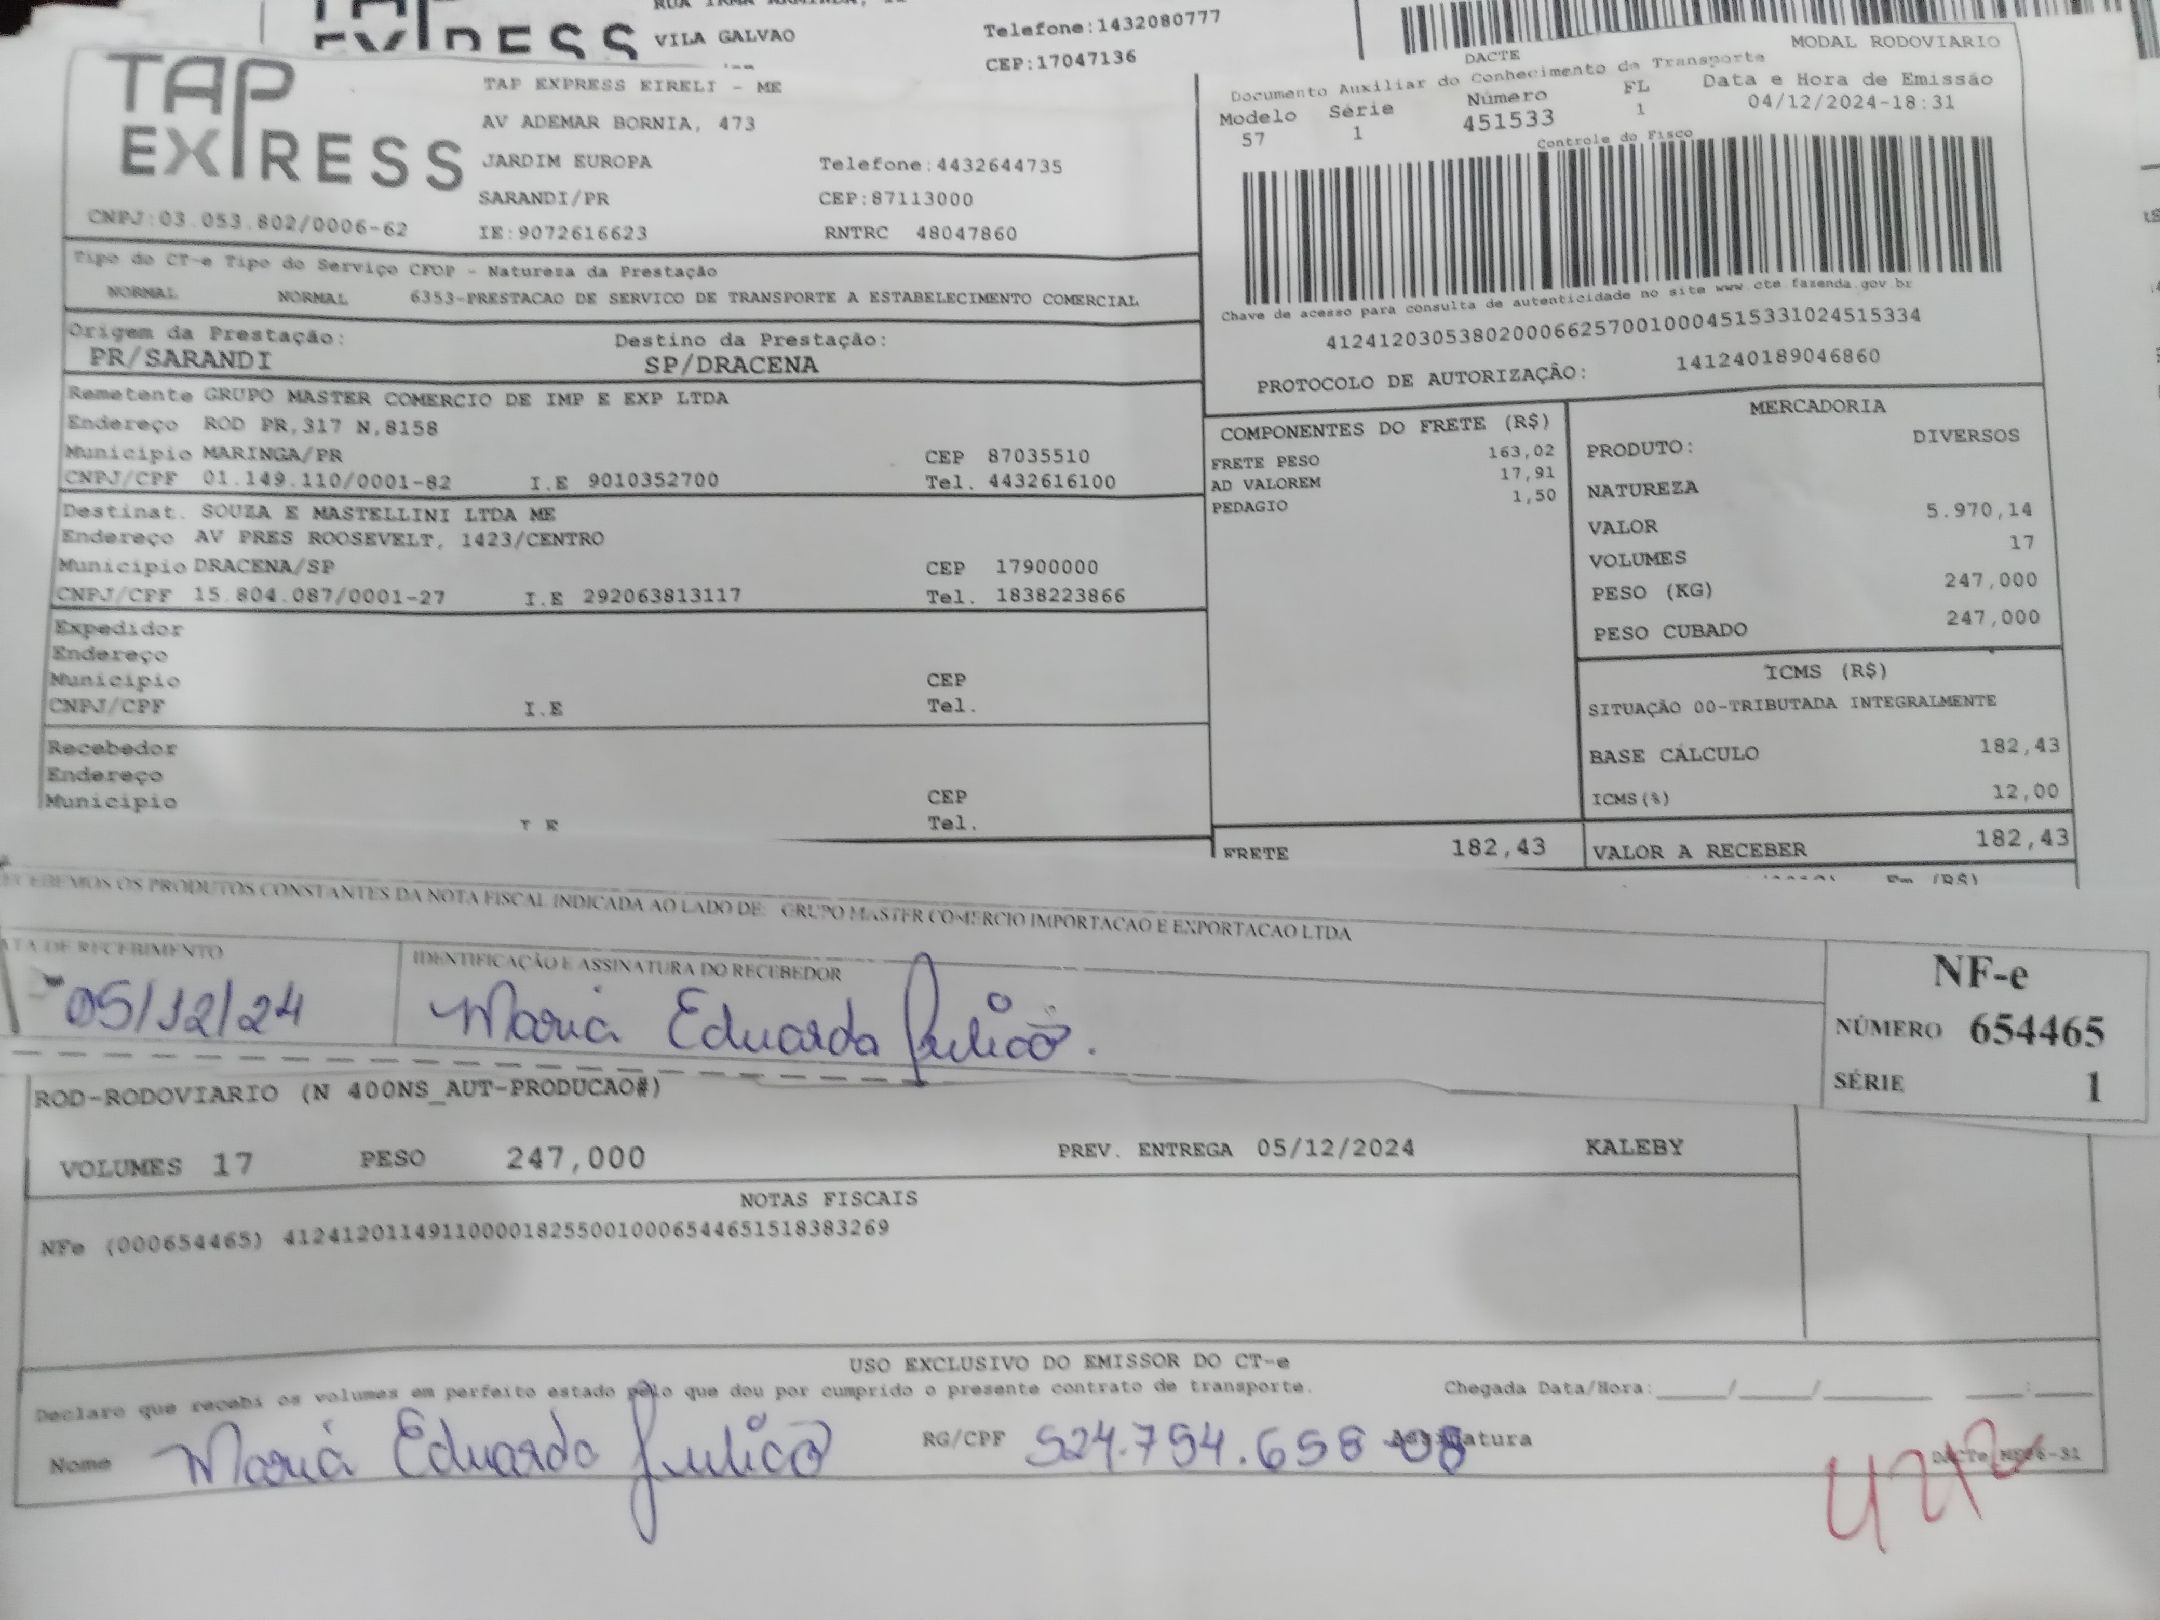 EXPRESS
VILA GALVAO
Telefone:1432080777
CEP:17047136
TAP
EXPRESS
TAP EXPRESS EIRELI - ME
AV ADEMAR BORNIA, 473
JARDIM EUROPA
Telefone:4432644735
SARANDI/PR
CEP:87113000
CNPJ:03.053.802/0006-62
IE:9072616623
RNTRC 48047860
DACTE
MODAL RODOVIARIO
Documento Auxiliar do Conhecimento de Transporte
Modelo Série Número FL Data e Hora de Emissão
57 1 451533 1 04/12/2024-18:31
Controle do Fisco
Chave de acesso para consulta de autenticidade no site www.cte.fazenda.gov.br
41241203053802000662570010004515331024515334
PROTOCOLO DE AUTORIZAÇÃO: 141240189046860
Tipo do CT-e Tipo do Serviço CFOP - Natureza da Prestação
NORMAL NORMAL 6353-PRESTACAO DE SERVICO DE TRANSPORTE A ESTABELECIMENTO COMERCIAL
Origem da Prestação: Destino da Prestação:
PR/SARANDI SP/DRACENA
Remetente GRUPO MASTER COMERCIO DE IMP E EXP LTDA
Endereço ROD PR,317 N,8158
Municipio MARINGA/PR CEP 87035510
CNPJ/CPF 01.149.110/0001-82 I.E 9010352700 Tel. 4432616100
Destinat. SOUZA E MASTELLINI LTDA ME
Endereço AV PRES ROOSEVELT, 1423/CENTRO
Municipio DRACENA/SP CEP 17900000
CNPJ/CPF 15.804.087/0001-27 I.E 292063813117 Tel. 1838223866
Expedidor
Endereço
Municipio CEP
CNPJ/CPF I.E Tel.
Recebedor
Endereço
Municipio CEP
I E Tel.
COMPONENTES DO FRETE (R$)
FRETE PESO 163,02
AD VALOREM 17,91
PEDAGIO 1,50
FRETE 182,43
MERCADORIA
PRODUTO: DIVERSOS
NATUREZA
VALOR 5.970,14
VOLUMES 17
PESO (KG) 247,000
PESO CUBADO 247,000
ICMS (R$)
SITUAÇÃO 00-TRIBUTADA INTEGRALMENTE
BASE CÁLCULO 182,43
ICMS(%) 12,00
VALOR A RECEBER 182,43
RECEBEMOS OS PRODUTOS CONSTANTES DA NOTA FISCAL INDICADA AO LADO DE: GRUPO MASTER COMERCIO IMPORTACAO E EXPORTACAO LTDA
ATA DE RECEBIMENTO
IDENTIFICAÇÃO E ASSINATURA DO RECEBEDOR
05/12/24
Maria Eduarda Julião.
NF-e
NÚMERO 654465
SÉRIE 1
ROD-RODOVIARIO (N 400NS_AUT-PRODUCAO#)
VOLUMES 17 PESO 247,000 PREV. ENTREGA 05/12/2024 KALEBY
NOTAS FISCAIS
NFe (000654465) 41241201149110000182550010006544651518383269
USO EXCLUSIVO DO EMISSOR DO CT-e
Declaro que recebi os volumes em perfeito estado pelo que dou por cumprido o presente contrato de transporte. Chegada Data/Hora:____/____/______ ___:___
Nome Maria Eduarda Julião RG/CPF 524.754.658-08 Assinatura